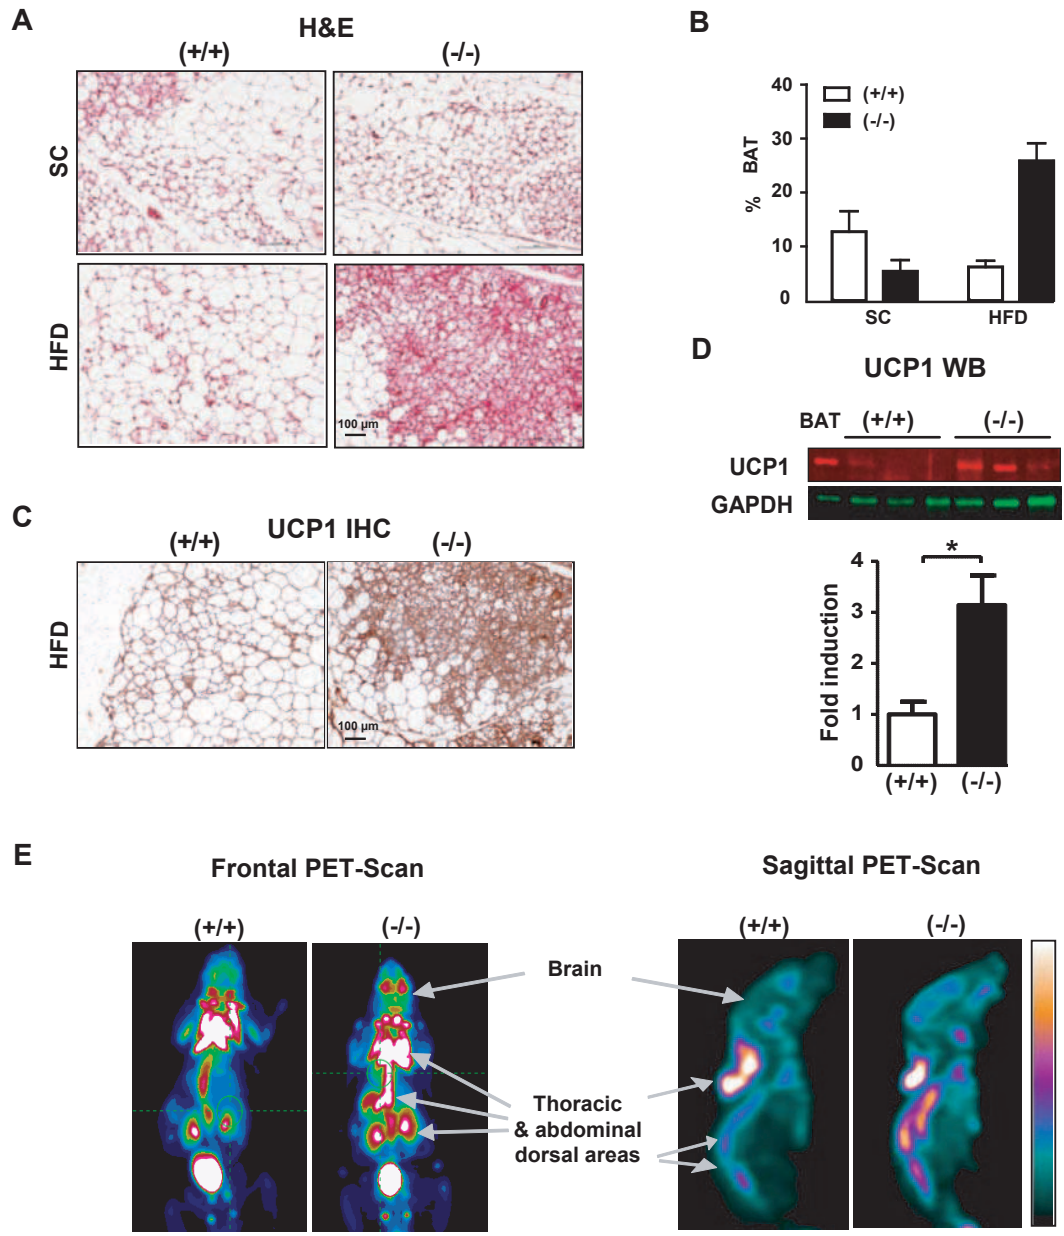 A
H&E
(+/+) (-/-)
SC
HFD
100 µm
B
% BAT
40
30
20
10
0
(+/+)
(-/-)
SC HFD
C
UCP1 IHC
(+/+) (-/-)
HFD
100 µm
D
UCP1 WB
BAT (+/+) (-/-)
UCP1
GAPDH
*
Fold induction
4
3
2
1
0
(+/+) (-/-)
E
Frontal PET-Scan
(+/+) (-/-)
Sagittal PET-Scan
(+/+) (-/-)
Brain
Thoracic
& abdominal
dorsal areas